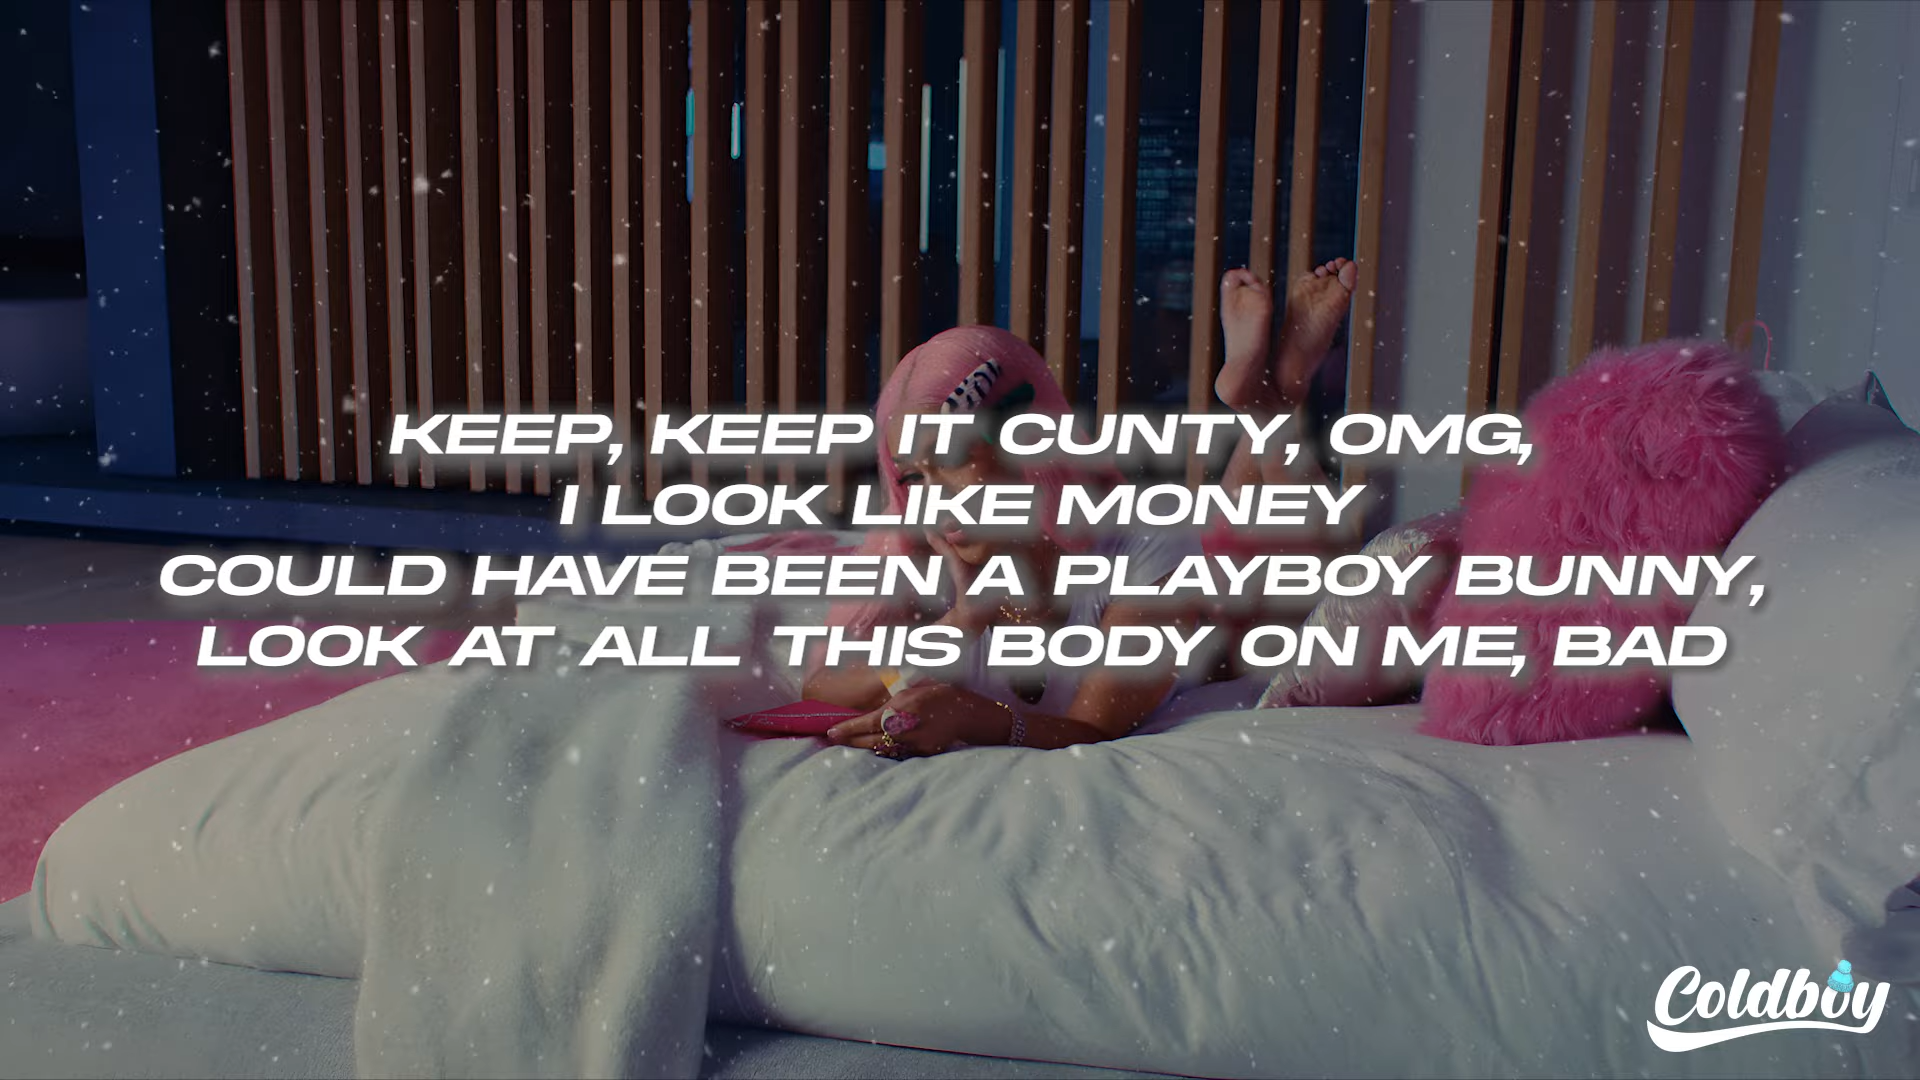 KEEP, KEEP IT CUNTY, OMG,
I LOOK LIKE MONEY
COULD HAVE BEEN A PLAYBOY BUNNY,
LOOK AT ALL THIS BODY ON ME, BAD
Coldboy